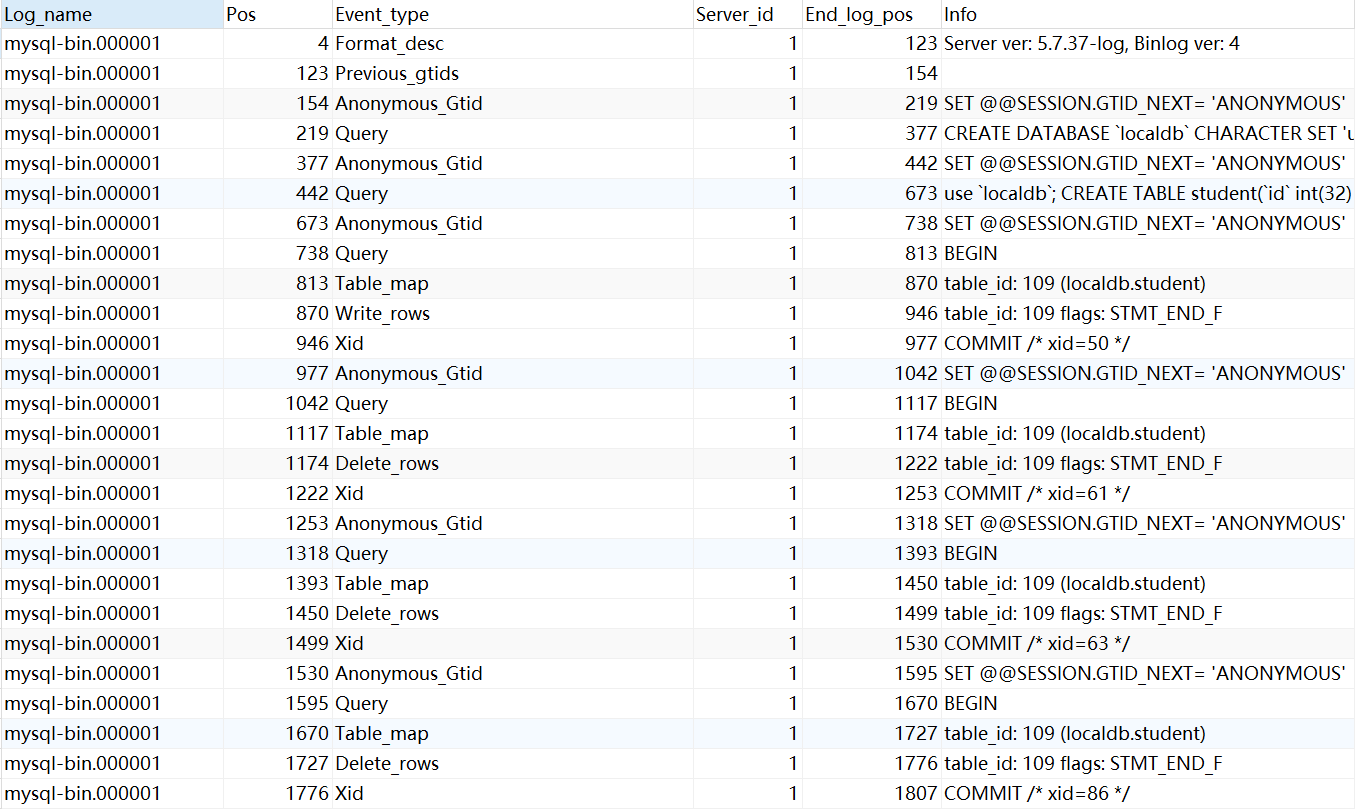 Log_name Pos Event_type Server_id End_log_pos Info
mysql-bin.000001 4 Format_desc 1 123 Server ver: 5.7.37-log, Binlog ver: 4
mysql-bin.000001 123 Previous_gtids 1 154
mysql-bin.000001 154 Anonymous_Gtid 1 219 SET @@SESSION.GTID_NEXT= 'ANONYMOUS'
mysql-bin.000001 219 Query 1 377 CREATE DATABASE `localdb` CHARACTER SET 'u
mysql-bin.000001 377 Anonymous_Gtid 1 442 SET @@SESSION.GTID_NEXT= 'ANONYMOUS'
mysql-bin.000001 442 Query 1 673 use `localdb`; CREATE TABLE student(`id` int(32)
mysql-bin.000001 673 Anonymous_Gtid 1 738 SET @@SESSION.GTID_NEXT= 'ANONYMOUS'
mysql-bin.000001 738 Query 1 813 BEGIN
mysql-bin.000001 813 Table_map 1 870 table_id: 109 (localdb.student)
mysql-bin.000001 870 Write_rows 1 946 table_id: 109 flags: STMT_END_F
mysql-bin.000001 946 Xid 1 977 COMMIT /* xid=50 */
mysql-bin.000001 977 Anonymous_Gtid 1 1042 SET @@SESSION.GTID_NEXT= 'ANONYMOUS'
mysql-bin.000001 1042 Query 1 1117 BEGIN
mysql-bin.000001 1117 Table_map 1 1174 table_id: 109 (localdb.student)
mysql-bin.000001 1174 Delete_rows 1 1222 table_id: 109 flags: STMT_END_F
mysql-bin.000001 1222 Xid 1 1253 COMMIT /* xid=61 */
mysql-bin.000001 1253 Anonymous_Gtid 1 1318 SET @@SESSION.GTID_NEXT= 'ANONYMOUS'
mysql-bin.000001 1318 Query 1 1393 BEGIN
mysql-bin.000001 1393 Table_map 1 1450 table_id: 109 (localdb.student)
mysql-bin.000001 1450 Delete_rows 1 1499 table_id: 109 flags: STMT_END_F
mysql-bin.000001 1499 Xid 1 1530 COMMIT /* xid=63 */
mysql-bin.000001 1530 Anonymous_Gtid 1 1595 SET @@SESSION.GTID_NEXT= 'ANONYMOUS'
mysql-bin.000001 1595 Query 1 1670 BEGIN
mysql-bin.000001 1670 Table_map 1 1727 table_id: 109 (localdb.student)
mysql-bin.000001 1727 Delete_rows 1 1776 table_id: 109 flags: STMT_END_F
mysql-bin.000001 1776 Xid 1 1807 COMMIT /* xid=86 */